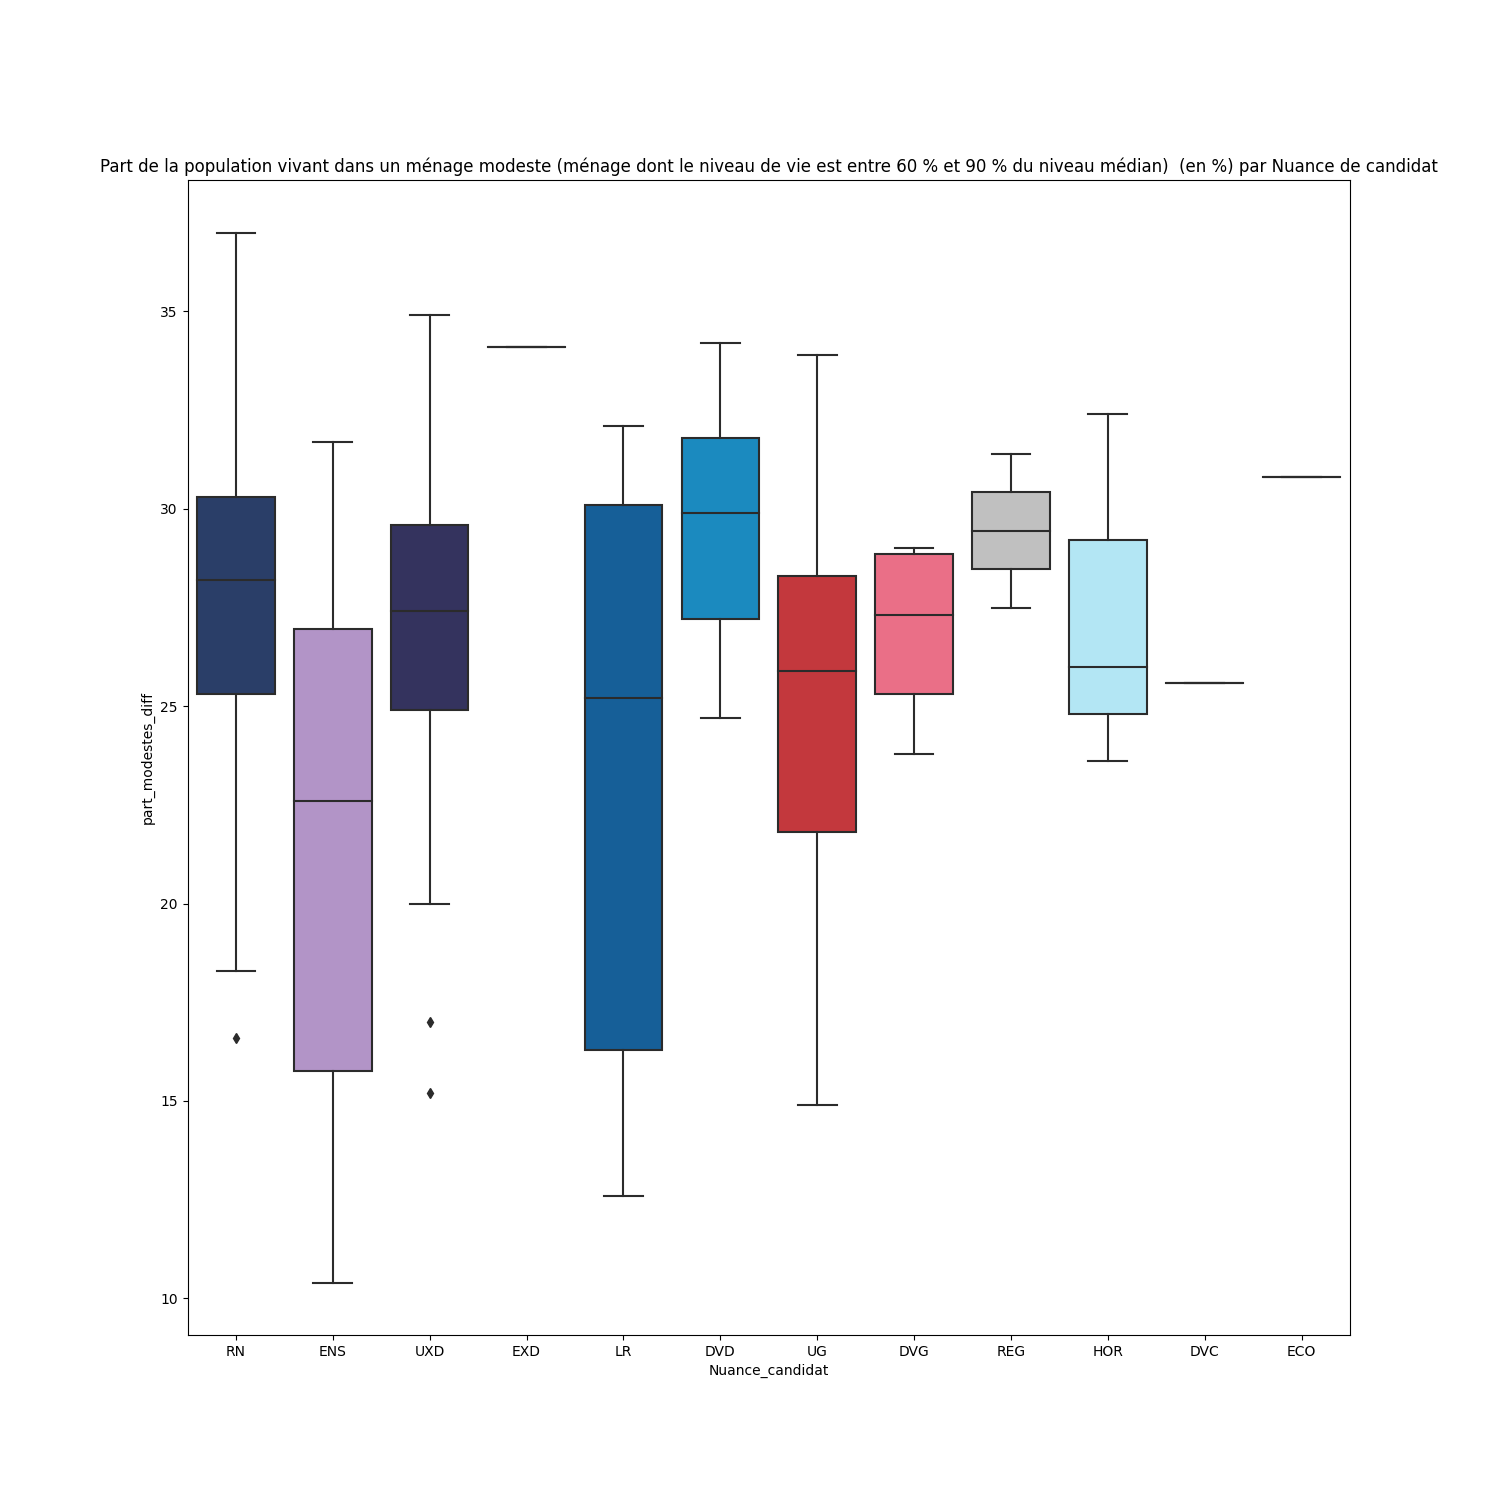 Part de la population vivant dans un ménage modeste (ménage dont le niveau de vie est entre 60 % et 90 % du niveau médian)  (en %) par Nuance de candidat
35
30
25
20
15
10
part_modestes_diff
RN ENS UXD EXD LR DVD UG DVG REG HOR DVC ECO
Nuance_candidat